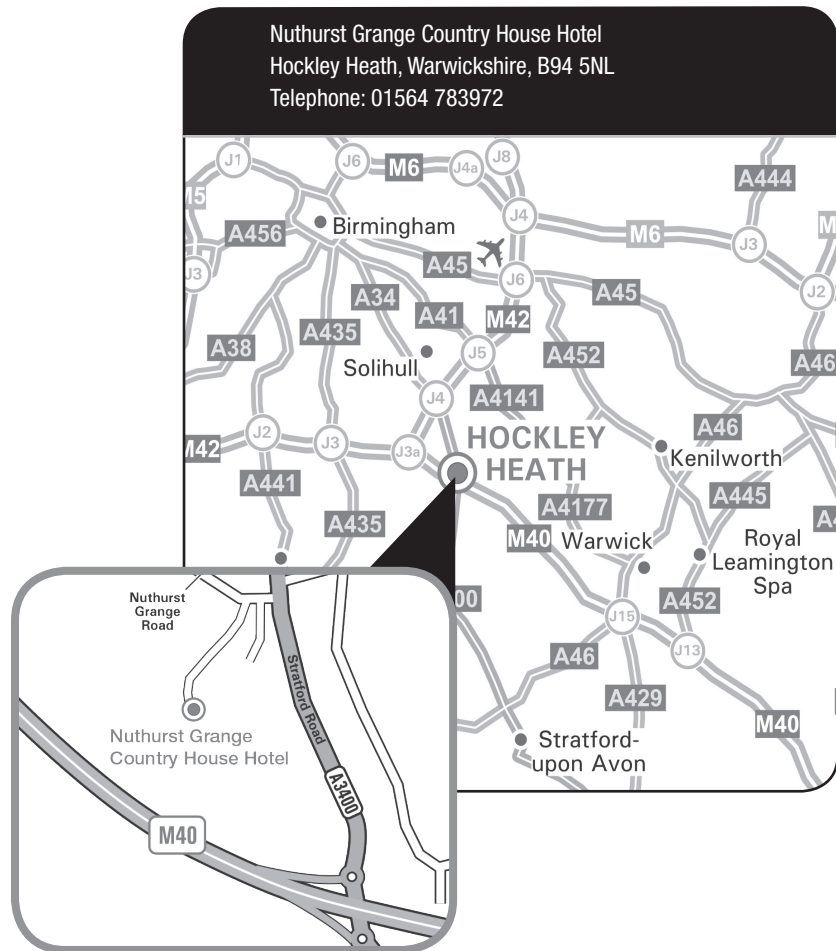 Nuthurst Grange Country House Hotel
Hockley Heath, Warwickshire, B94 5NL
Telephone: 01564 783972
J1
J6
M6
J4a
J8
A444
M5
J4
Birmingham
A456
M6
J3
M
J3
A45
J6
A45
J2
A34
A41
M42
A435
A38
Solihull
J5
A452
A46
J4
A4141
A46
J2
J3
J3a
M42
HOCKLEY
HEATH
Kenilworth
A441
A445
A435
A4177
M40
Warwick
Royal
Leamington
Spa
A4
00
A452
J15
A46
J13
A429
M40
Stratford-
upon Avon
Nuthurst
Grange
Road
Stratford Road
Nuthurst Grange
Country House Hotel
A3400
M40